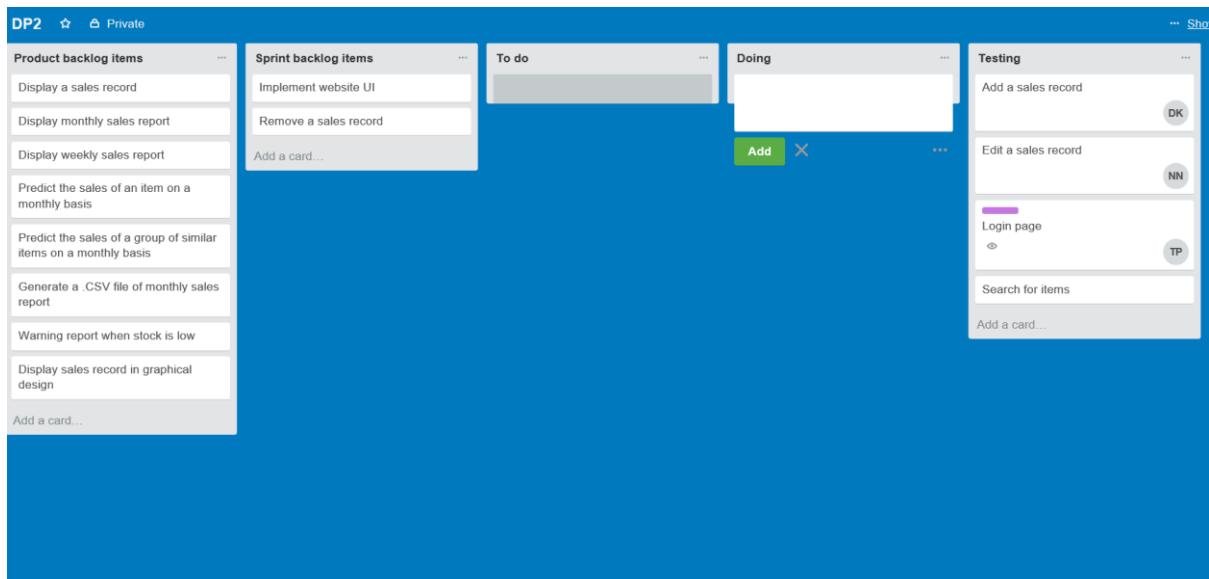 DP2 Private ... Sho
Product backlog items ...
Display a sales record
Display monthly sales report
Display weekly sales report
Predict the sales of an item on a
monthly basis
Predict the sales of a group of similar
items on a monthly basis
Generate a .CSV file of monthly sales
report
Warning report when stock is low
Display sales record in graphical
design
Add a card...
Sprint backlog items ...
Implement website UI
Remove a sales record
Add a card...
To do ...
Doing ...
Add ...
Testing ...
Add a sales record
DK
Edit a sales record
NN
Login page
TP
Search for items
Add a card...